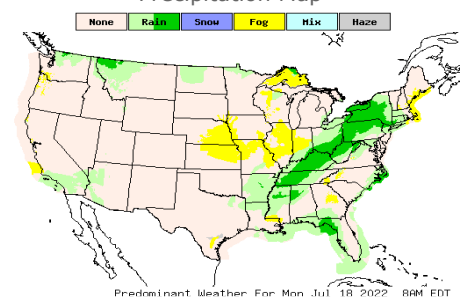 Precipitation Map
None Rain Snow Fog Mix Haze
Predominant Weather For Mon Jul 18 2022 8AM EDT